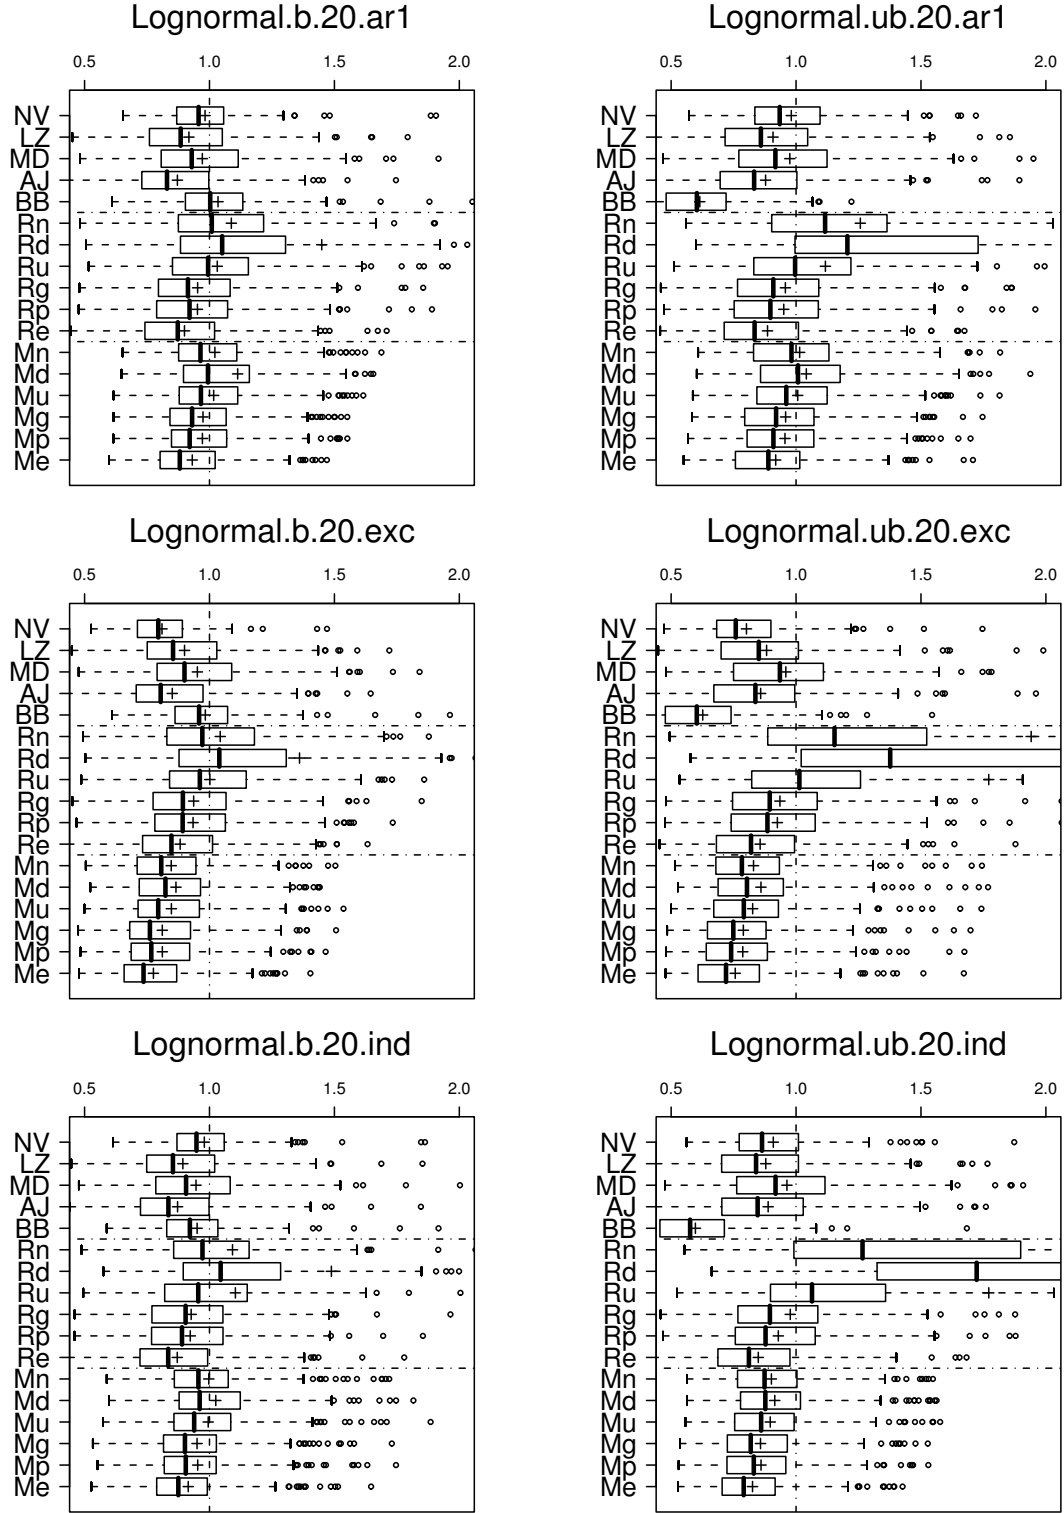 Lognormal.b.20.ar1
0.5 1.0 1.5 2.0
NV
LZ
MD
AJ
BB
Rn
Rd
Ru
Rg
Rp
Re
Mn
Md
Mu
Mg
Mp
Me
Lognormal.ub.20.ar1
0.5 1.0 1.5 2.0
NV
LZ
MD
AJ
BB
Rn
Rd
Ru
Rg
Rp
Re
Mn
Md
Mu
Mg
Mp
Me
Lognormal.b.20.exc
0.5 1.0 1.5 2.0
NV
LZ
MD
AJ
BB
Rn
Rd
Ru
Rg
Rp
Re
Mn
Md
Mu
Mg
Mp
Me
Lognormal.ub.20.exc
0.5 1.0 1.5 2.0
NV
LZ
MD
AJ
BB
Rn
Rd
Ru
Rg
Rp
Re
Mn
Md
Mu
Mg
Mp
Me
Lognormal.b.20.ind
0.5 1.0 1.5 2.0
NV
LZ
MD
AJ
BB
Rn
Rd
Ru
Rg
Rp
Re
Mn
Md
Mu
Mg
Mp
Me
Lognormal.ub.20.ind
0.5 1.0 1.5 2.0
NV
LZ
MD
AJ
BB
Rn
Rd
Ru
Rg
Rp
Re
Mn
Md
Mu
Mg
Mp
Me